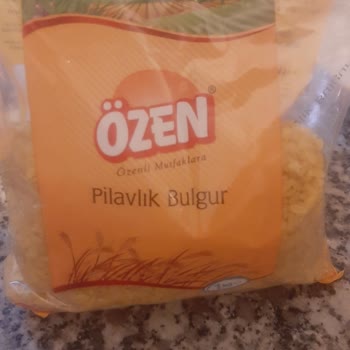 ÖZEN
®
Özenli Mutfaklara
Pilavlık Bulgur